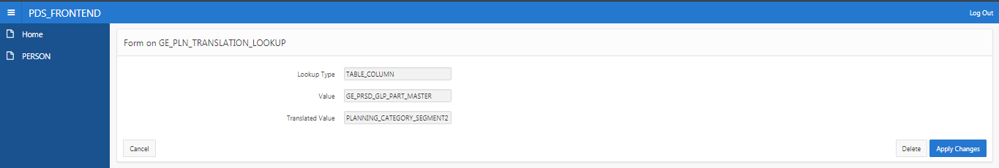 PDS_FRONTEND
Log Out
Home
PERSON
Form on GE_PLN_TRANSLATION_LOOKUP
Lookup Type TABLE_COLUMN
Value GE_PRSD_GLP_PART_MASTER
Translated Value PLANNING_CATEGORY_SEGMENT2
Cancel
Delete
Apply Changes